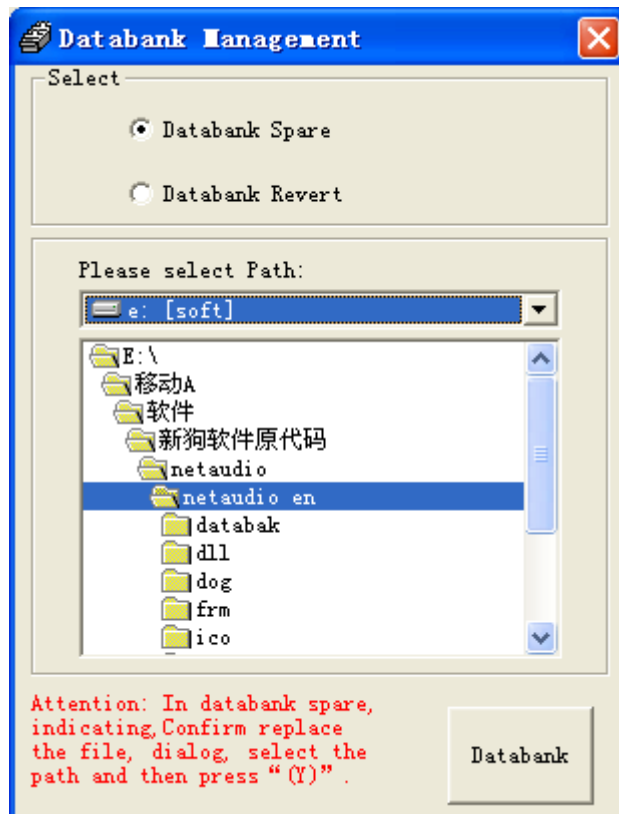 Databank Management
Select
Databank Spare
Databank Revert
Please select Path:
e: [soft]
E:\
移动A
软件
新狗软件原代码
netaudio
netaudio en
databak
dll
dog
frm
ico
Attention: In databank spare,
indicating,Confirm replace
the file, dialog, select the
path and then press “(Y)”.
Databank